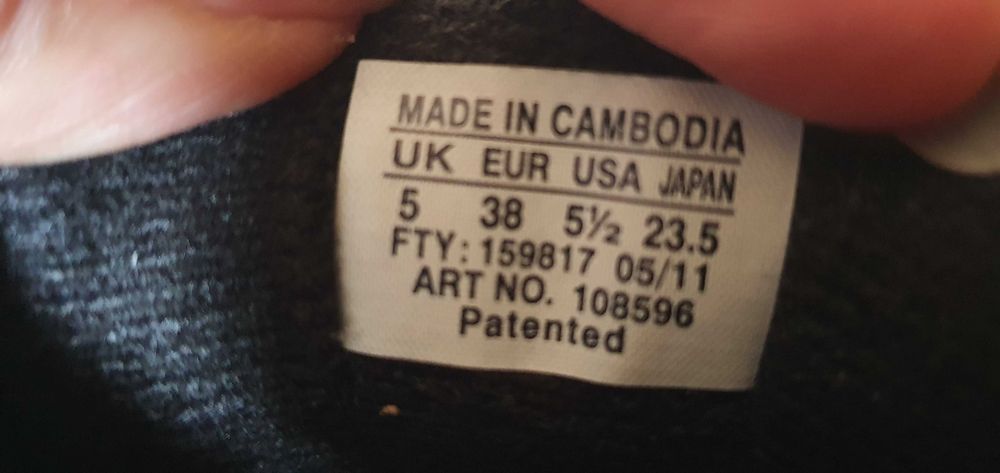 MADE IN CAMBODIA
UK EUR USA JAPAN
5 38 5½ 23.5
FTY: 159817 05/11
ART NO. 108596
Patented